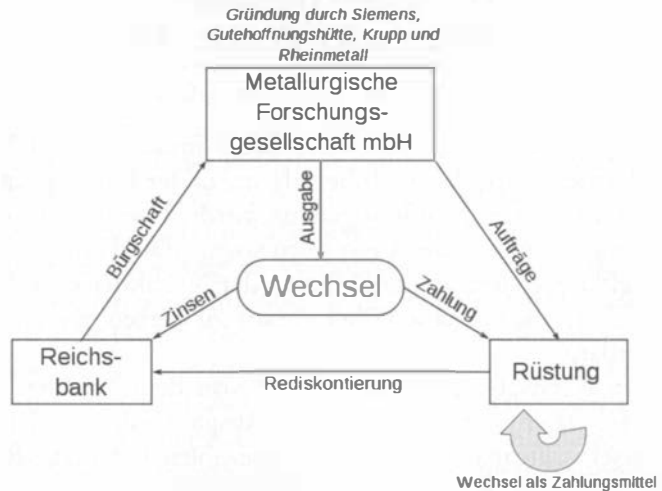 Gründung durch Siemens,
Gutehoffnungshütte, Krupp und
Rheinmetall
Metallurgische
Forschungs-
gesellschaft mbH
Bürgschaft
Ausgabe
Aufträge
Wechsel
Zinsen
Zahlung
Reichs-
bank
Rediskontierung
Rüstung
Wechsel als Zahlungsmittel